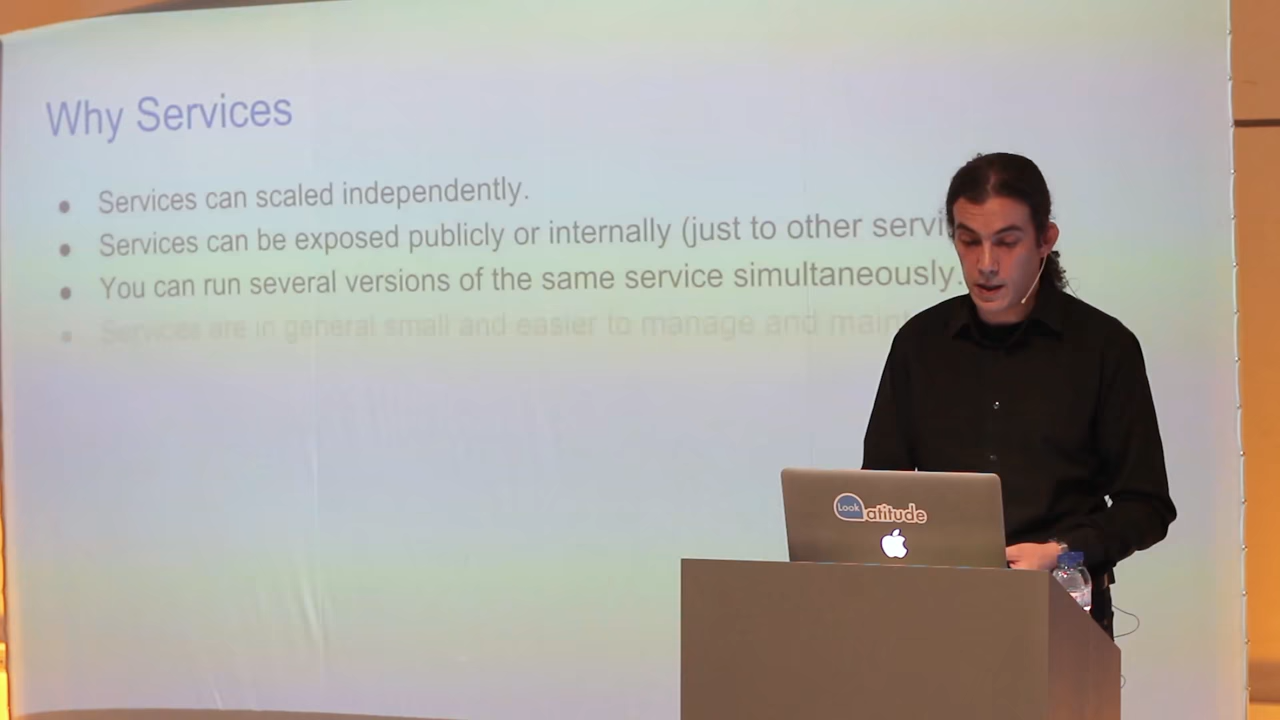 Why Services
● Services can scaled independently.
● Services can be exposed publicly or internally (just to other servi
● You can run several versions of the same service simultaneously.
● Services are in general small and easier to manage and maint
Look
atitude